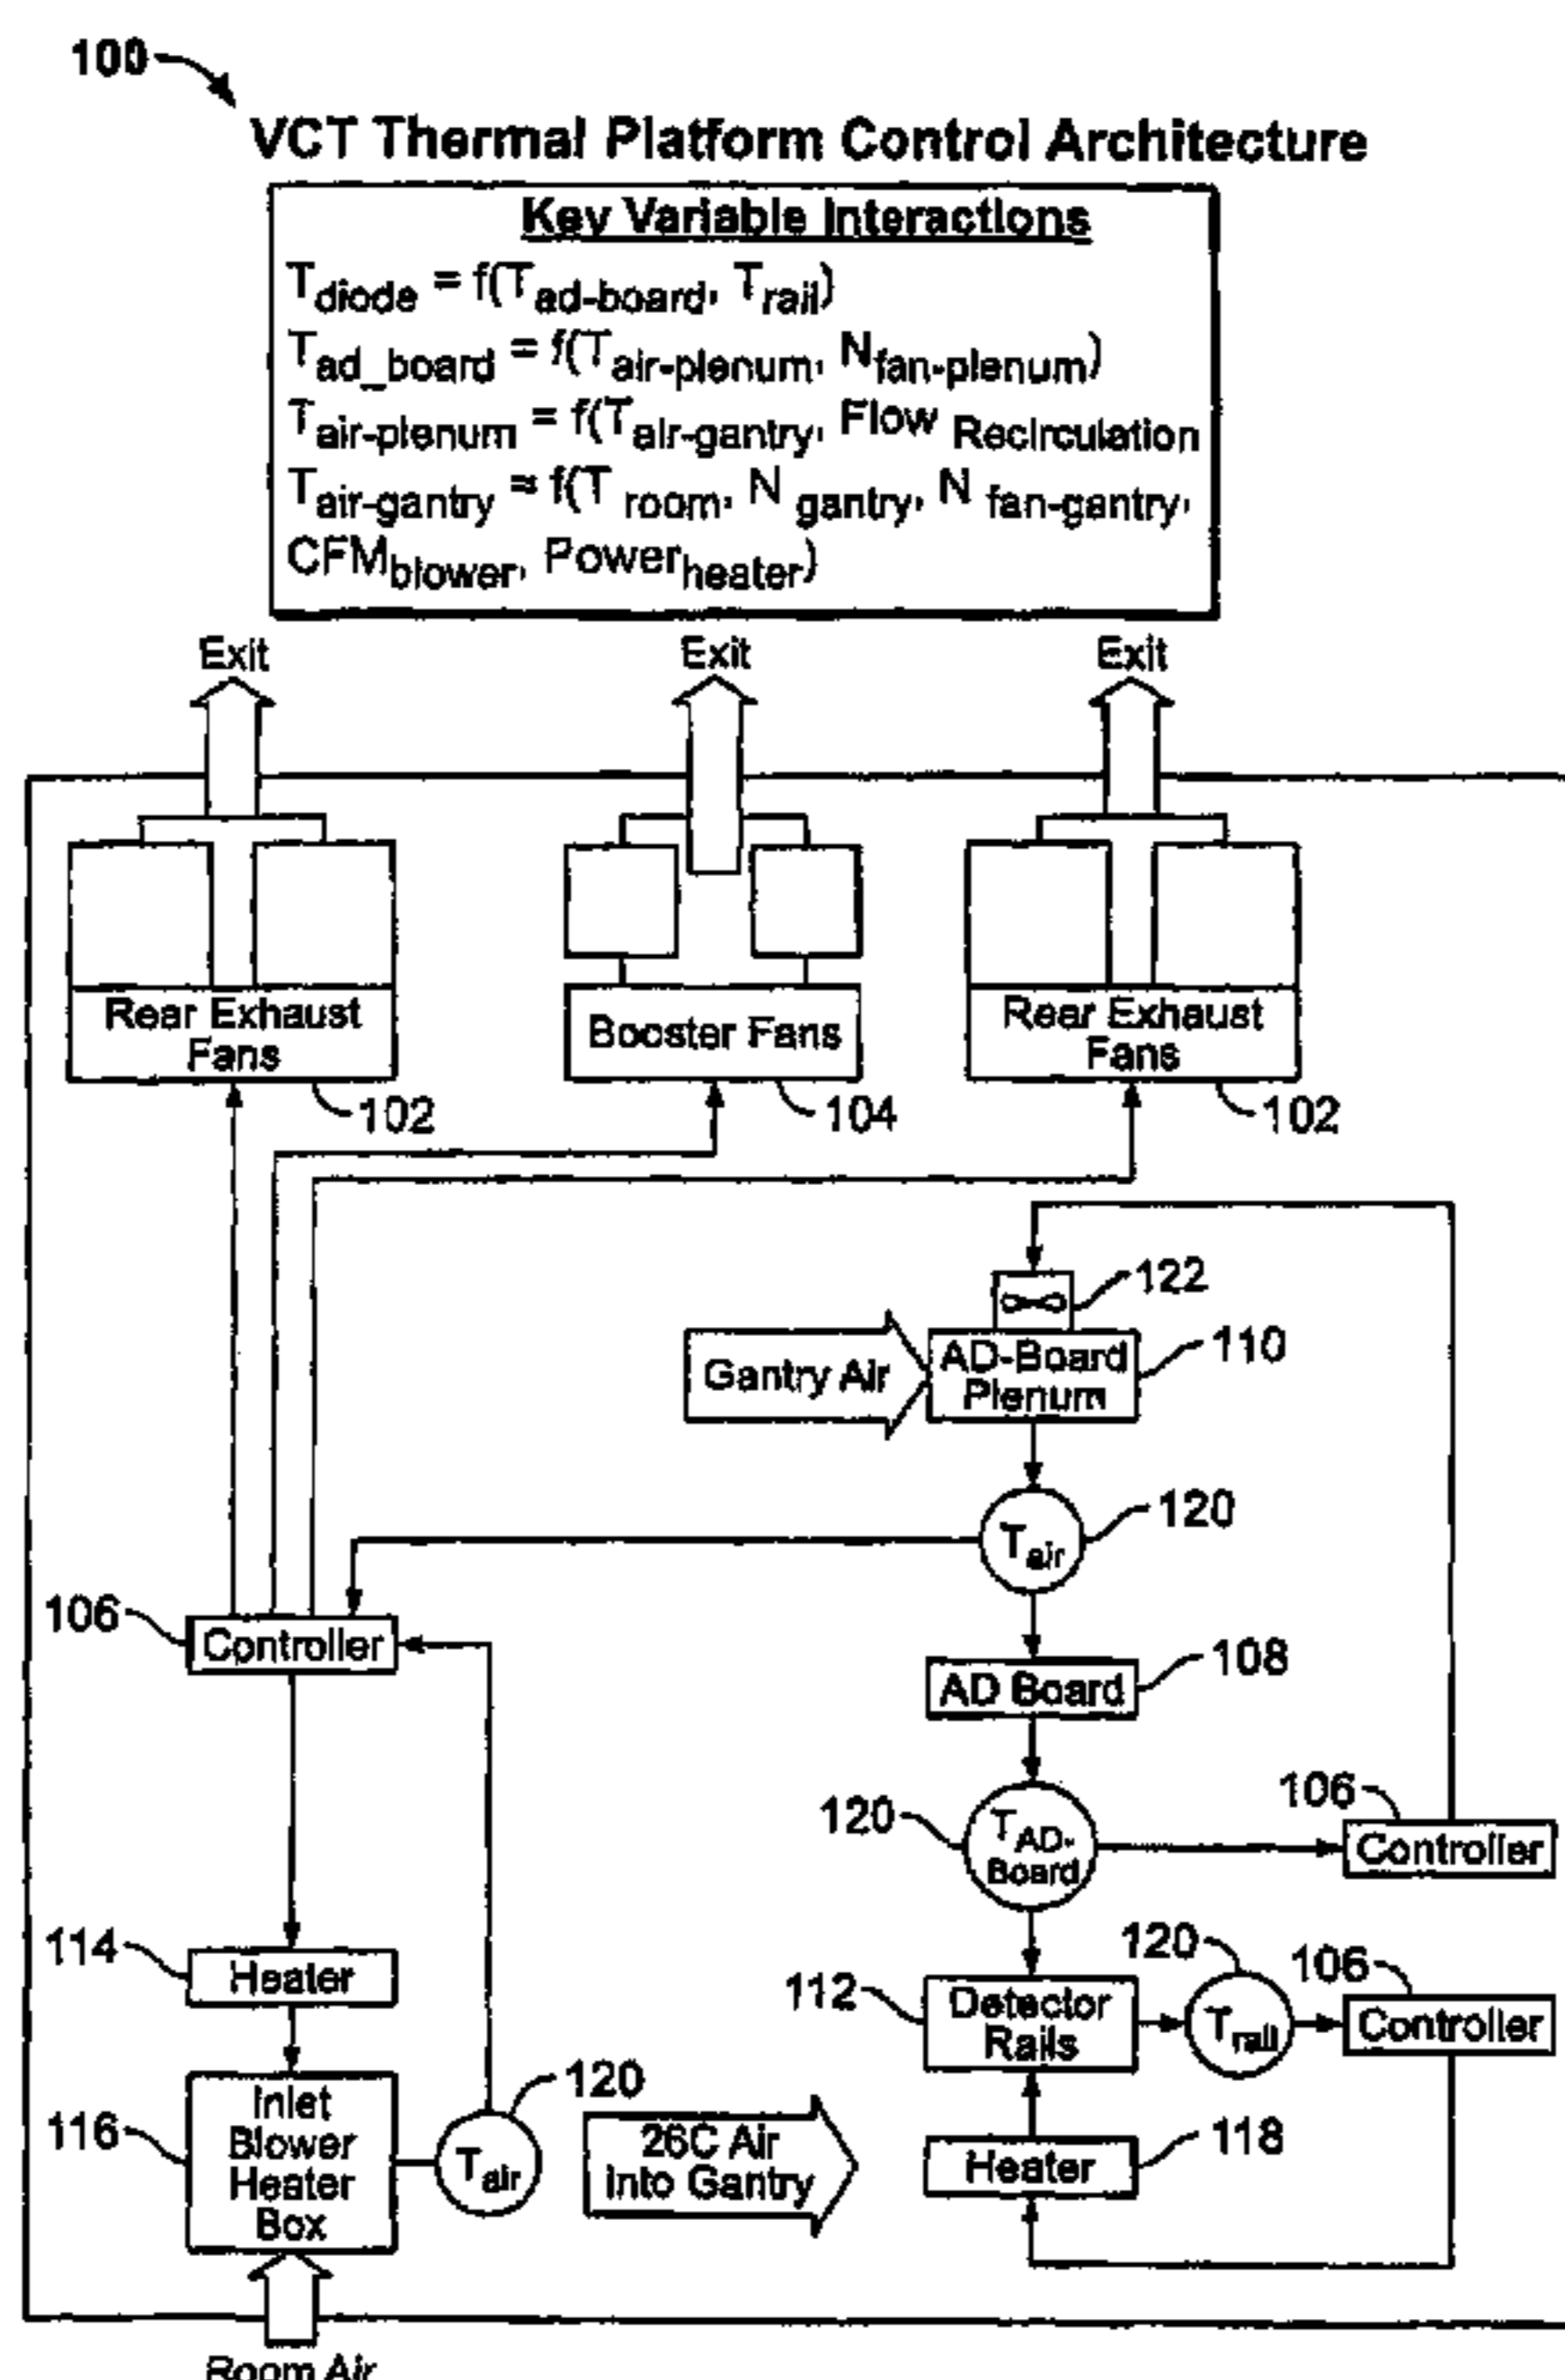 100
VCT Thermal Platform Control Architecture
Key Variable Interactions
Tdiode = f(Tad-board, Trail)
Tad_board = f(Tair-plenum, Nfan-plenum)
Tair-plenum = f(Tair-gantry, Flow Recirculation
Tair-gantry = f(T room, N gantry, N fan-gantry,
CFMblower, Powerheater)
Exit
Exit
Exit
Rear Exhaust
Fans
102
Booster Fans
104
Rear Exhaust
Fans
102
122
Gantry Air
AD-Board
Plenum
110
Tair
120
106
Controller
AD Board
108
120
TAD-
Board
106
Controller
114
Heater
112
Detector
Rails
120
Trail
106
Controller
116
Inlet
Blower
Heater
Box
Tair
120
26C Air
into Gantry
Heater
118
Room Air